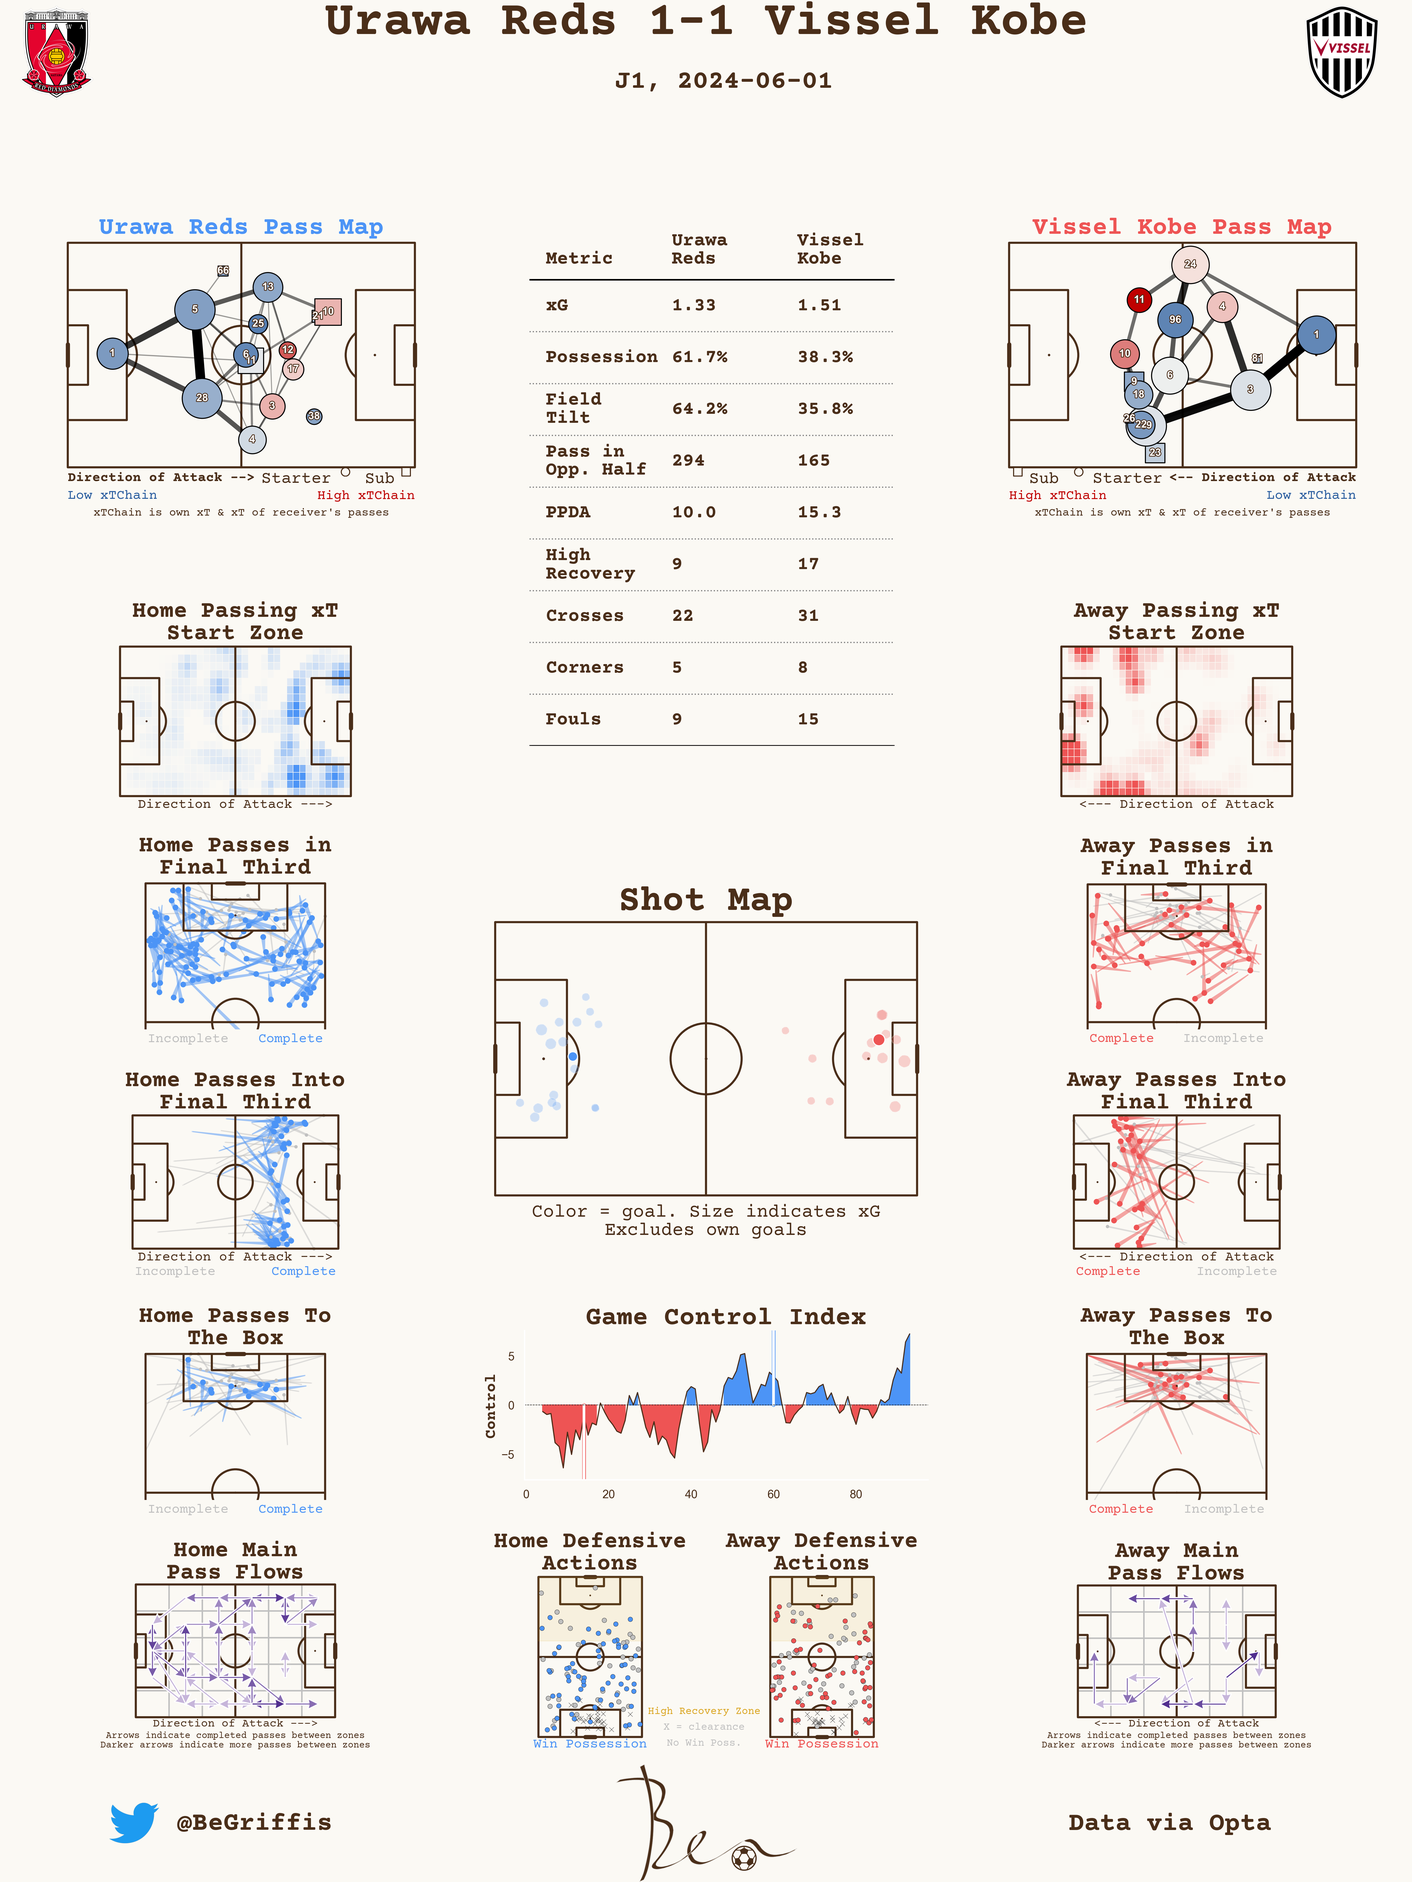 Urawa Reds 1-1 Vissel Kobe
J1, 2024-06-01
URAWA
RED DIAMONDS
VISSEL
Urawa Reds Pass Map
66
13
5
10
21
25
1
6
11
12
17
28
3
38
4
Direction of Attack --> Starter Sub
Low xTChain High xTChain
xTChain is own xT & xT of receiver's passes
Metric Urawa Reds Vissel Kobe
xG 1.33 1.51
Possession 61.7% 38.3%
Field Tilt 64.2% 35.8%
Pass in Opp. Half 294 165
PPDA 10.0 15.3
High Recovery 9 17
Crosses 22 31
Corners 5 8
Fouls 9 15
Vissel Kobe Pass Map
24
11
4
96
1
10
81
6
9
18
3
26
22
9
23
Sub Starter <-- Direction of Attack
High xTChain Low xTChain
xTChain is own xT & xT of receiver's passes
Home Passing xT
Start Zone
Direction of Attack --->
Away Passing xT
Start Zone
<--- Direction of Attack
Home Passes in
Final Third
Incomplete Complete
Away Passes in
Final Third
Complete Incomplete
Shot Map
Color = goal. Size indicates xG
Excludes own goals
Home Passes Into
Final Third
Direction of Attack --->
Incomplete Complete
Away Passes Into
Final Third
<--- Direction of Attack
Complete Incomplete
Home Passes To
The Box
Incomplete Complete
Game Control Index
Control
5
0
−5
0 20 40 60 80
Away Passes To
The Box
Complete Incomplete
Home Main
Pass Flows
Direction of Attack --->
Arrows indicate completed passes between zones
Darker arrows indicate more passes between zones
Home Defensive
Actions
Win Possession
High Recovery Zone
X = clearance
No Win Poss.
Away Defensive
Actions
Win Possession
Away Main
Pass Flows
<--- Direction of Attack
Arrows indicate completed passes between zones
Darker arrows indicate more passes between zones
@BeGriffis
Ben
Data via Opta